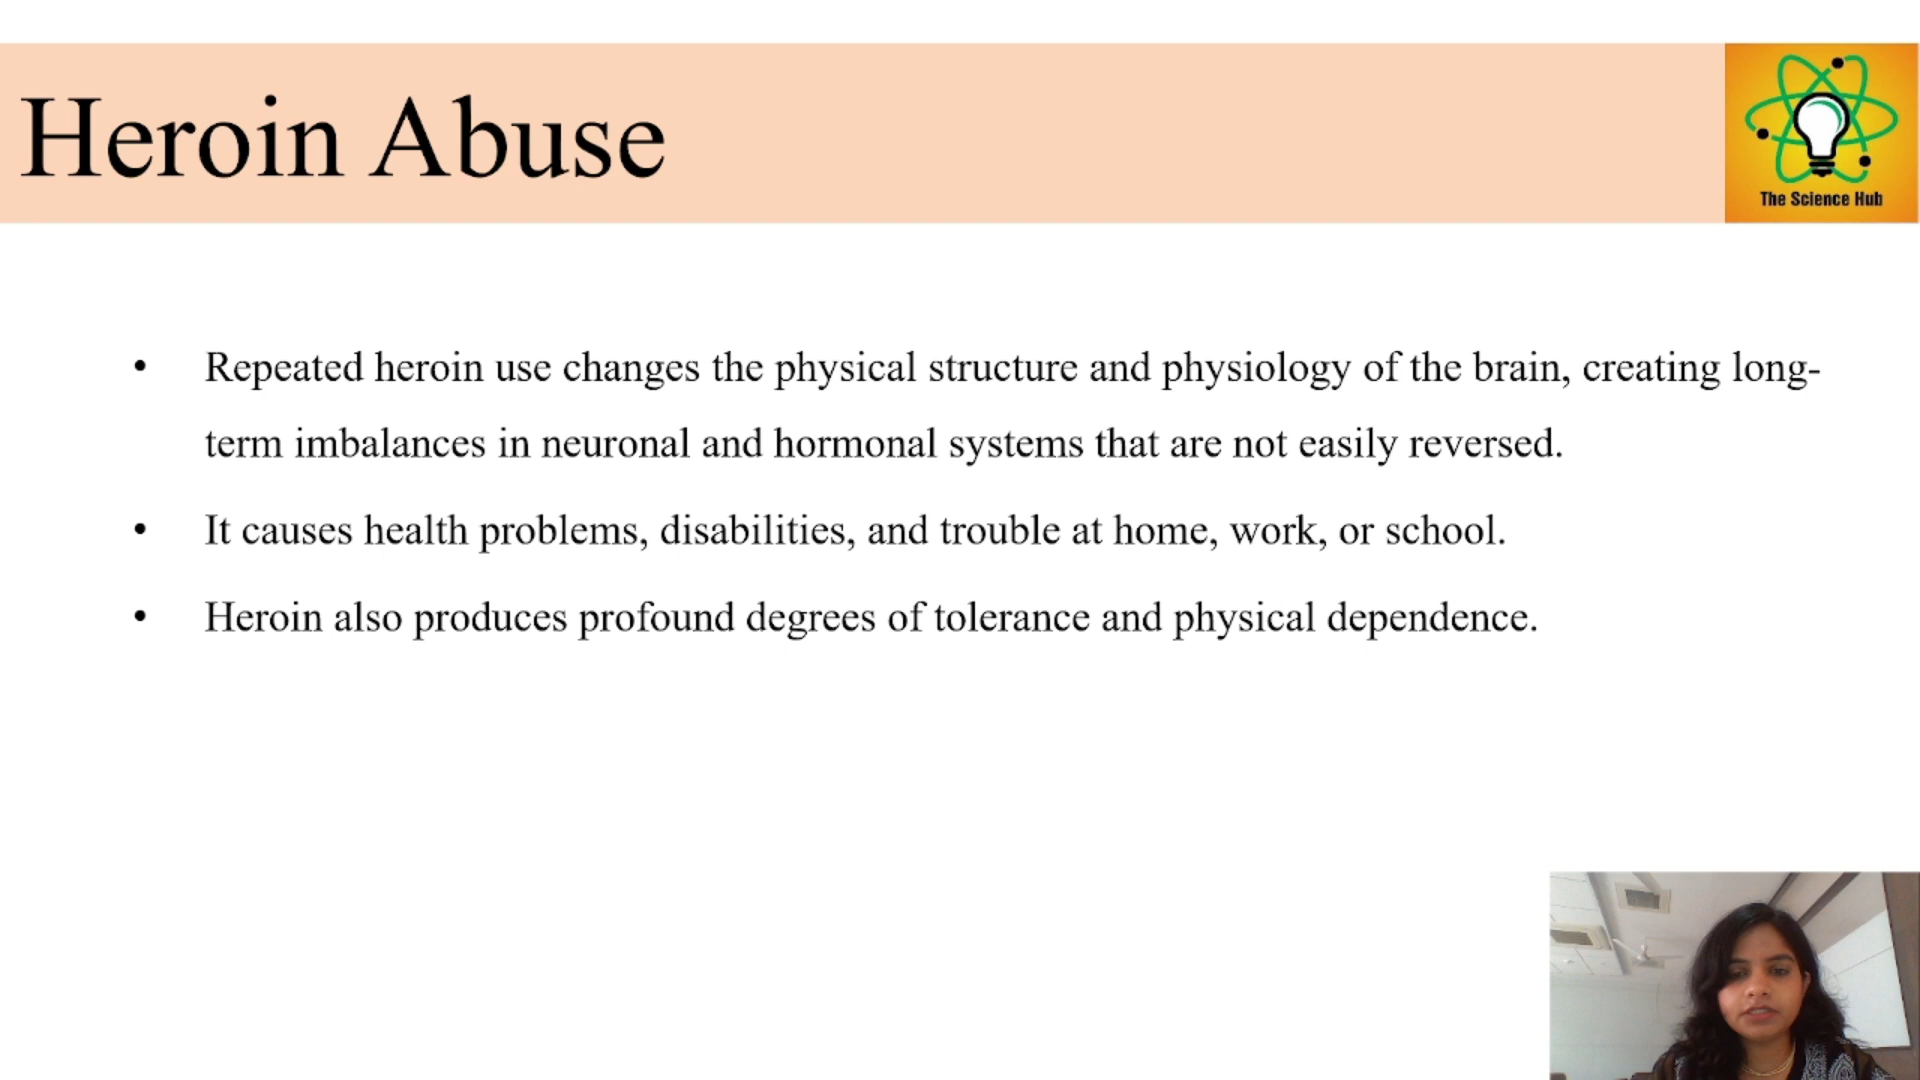 Heroin Abuse
The Science Hub
• Repeated heroin use changes the physical structure and physiology of the brain, creating long-
term imbalances in neuronal and hormonal systems that are not easily reversed.
• It causes health problems, disabilities, and trouble at home, work, or school.
• Heroin also produces profound degrees of tolerance and physical dependence.